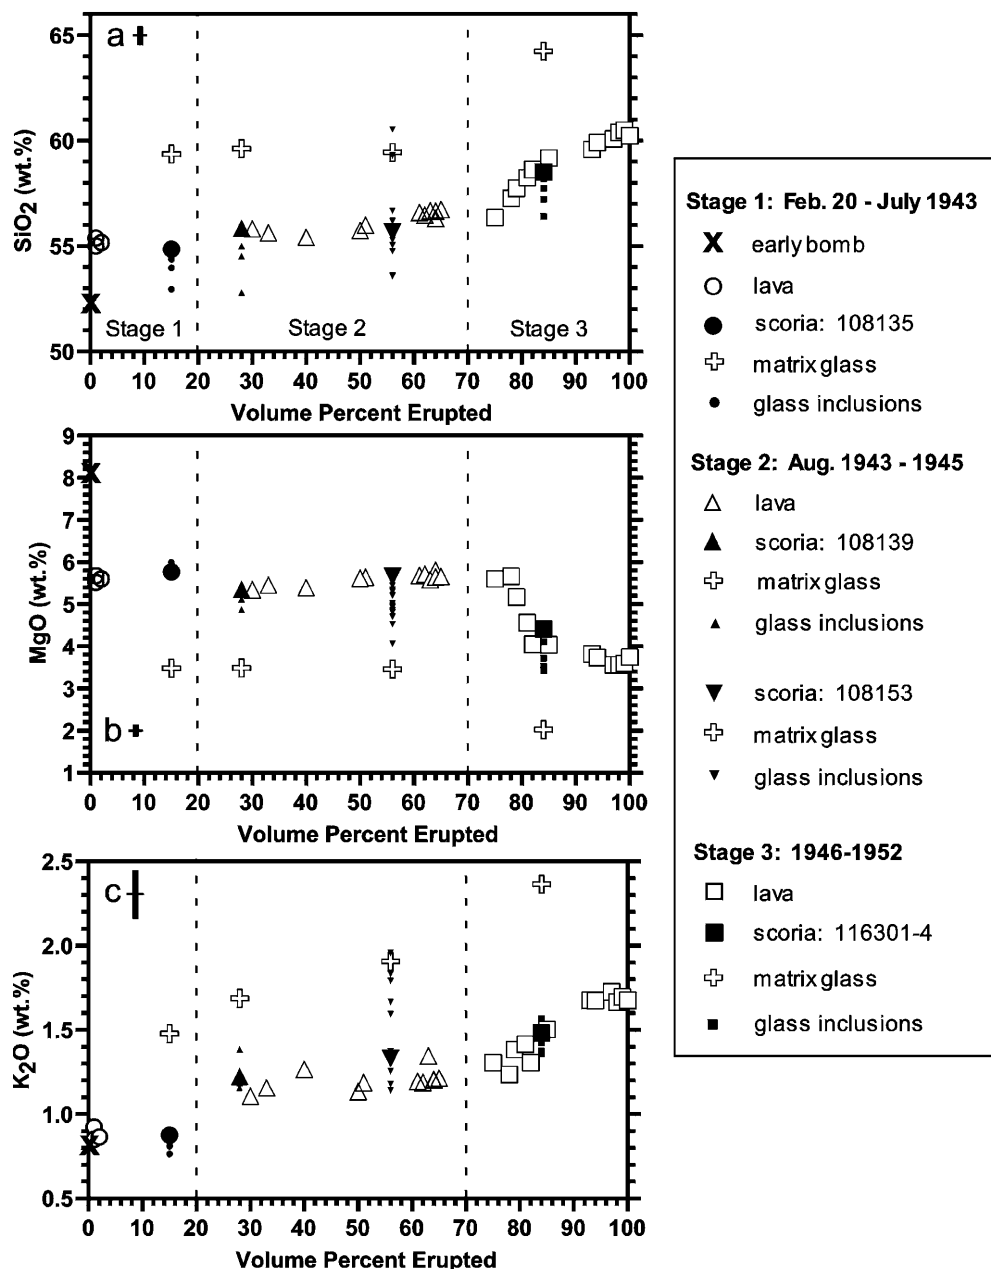 a
65
60
55
50
SiO2 (wt.%)
Stage 1
Stage 2
Stage 3
0 10 20 30 40 50 60 70 80 90 100
Volume Percent Erupted
9
8
7
6
5
4
3
2
1
MgO (wt.%)
b
0 10 20 30 40 50 60 70 80 90 100
Volume Percent Erupted
2.5
2.0
1.5
1.0
0.5
K2O (wt.%)
c
0 10 20 30 40 50 60 70 80 90 100
Volume Percent Erupted
Stage 1: Feb. 20 - July 1943
early bomb
lava
scoria: 108135
matrix glass
glass inclusions
Stage 2: Aug. 1943 - 1945
lava
scoria: 108139
matrix glass
glass inclusions
scoria: 108153
matrix glass
glass inclusions
Stage 3: 1946-1952
lava
scoria: 116301-4
matrix glass
glass inclusions